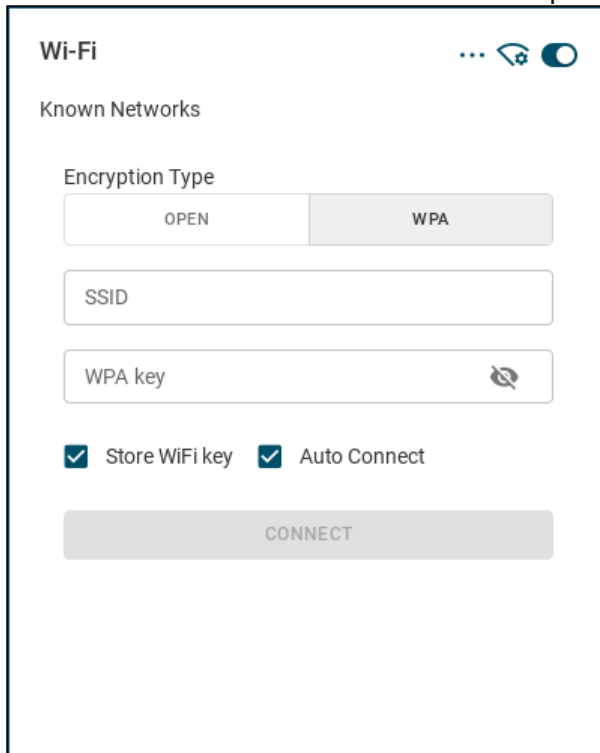 Wi-Fi
Known Networks
Encryption Type
OPEN WPA
SSID
WPA key
Store WiFi key Auto Connect
CONNECT